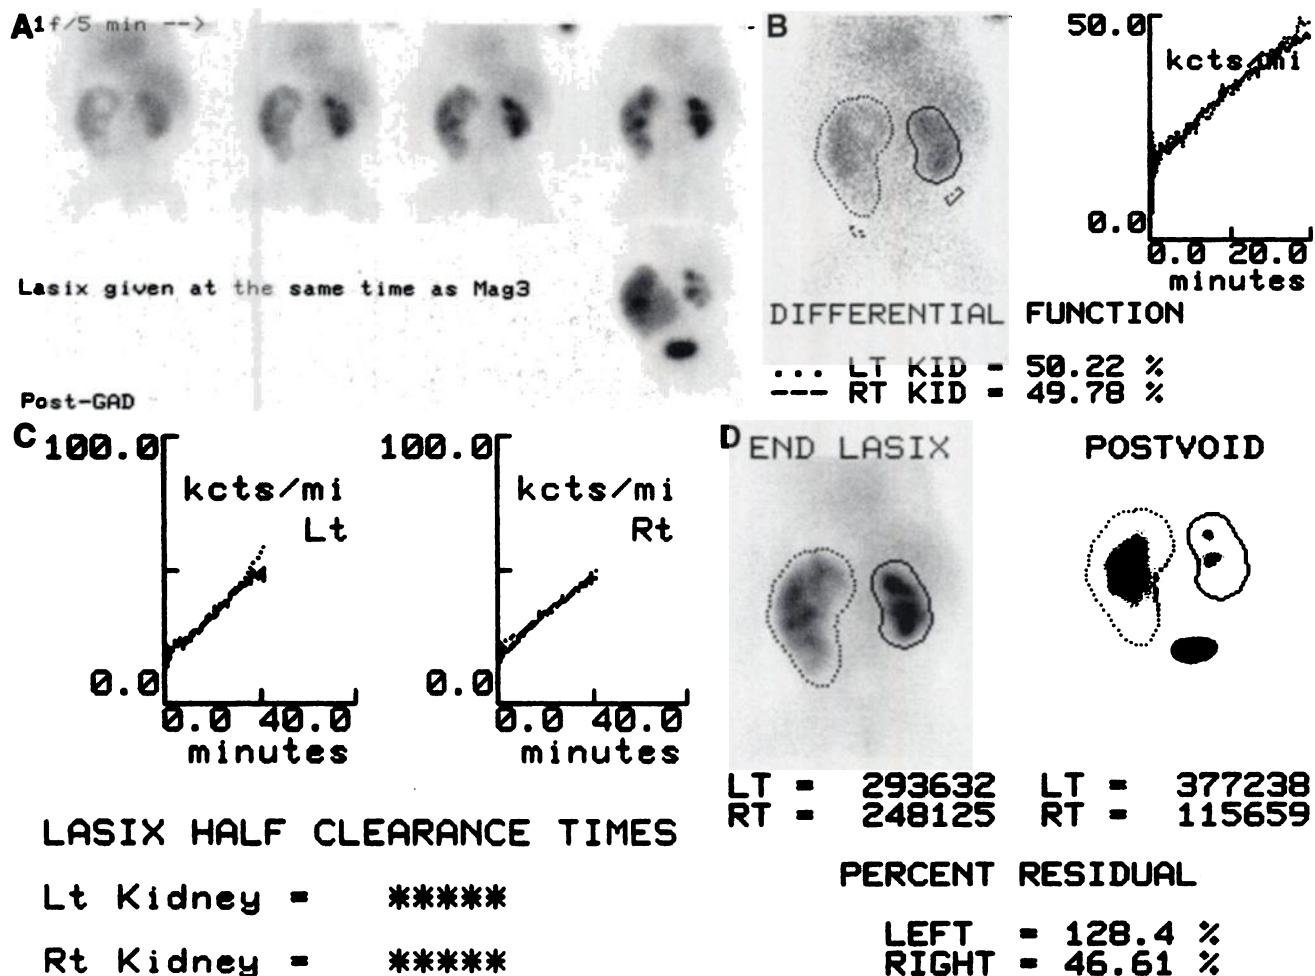 A
1f/5 min -->
Lasix given at the same time as Mag3
Post-GAD
B
50.0
kcts/mi
0.0
0.0 20.0
minutes
DIFFERENTIAL FUNCTION
... LT KID = 50.22 %
--- RT KID = 49.78 %
C
100.0
kcts/mi
Lt
0.0
0.0 40.0
minutes
100.0
kcts/mi
Rt
0.0
0.0 40.0
minutes
LASIX HALF CLEARANCE TIMES
Lt Kidney = *****
Rt Kidney = *****
D
END LASIX
POSTVOID
LT = 293632 LT = 377238
RT = 248125 RT = 115659
PERCENT RESIDUAL
LEFT = 128.4 %
RIGHT = 46.61 %